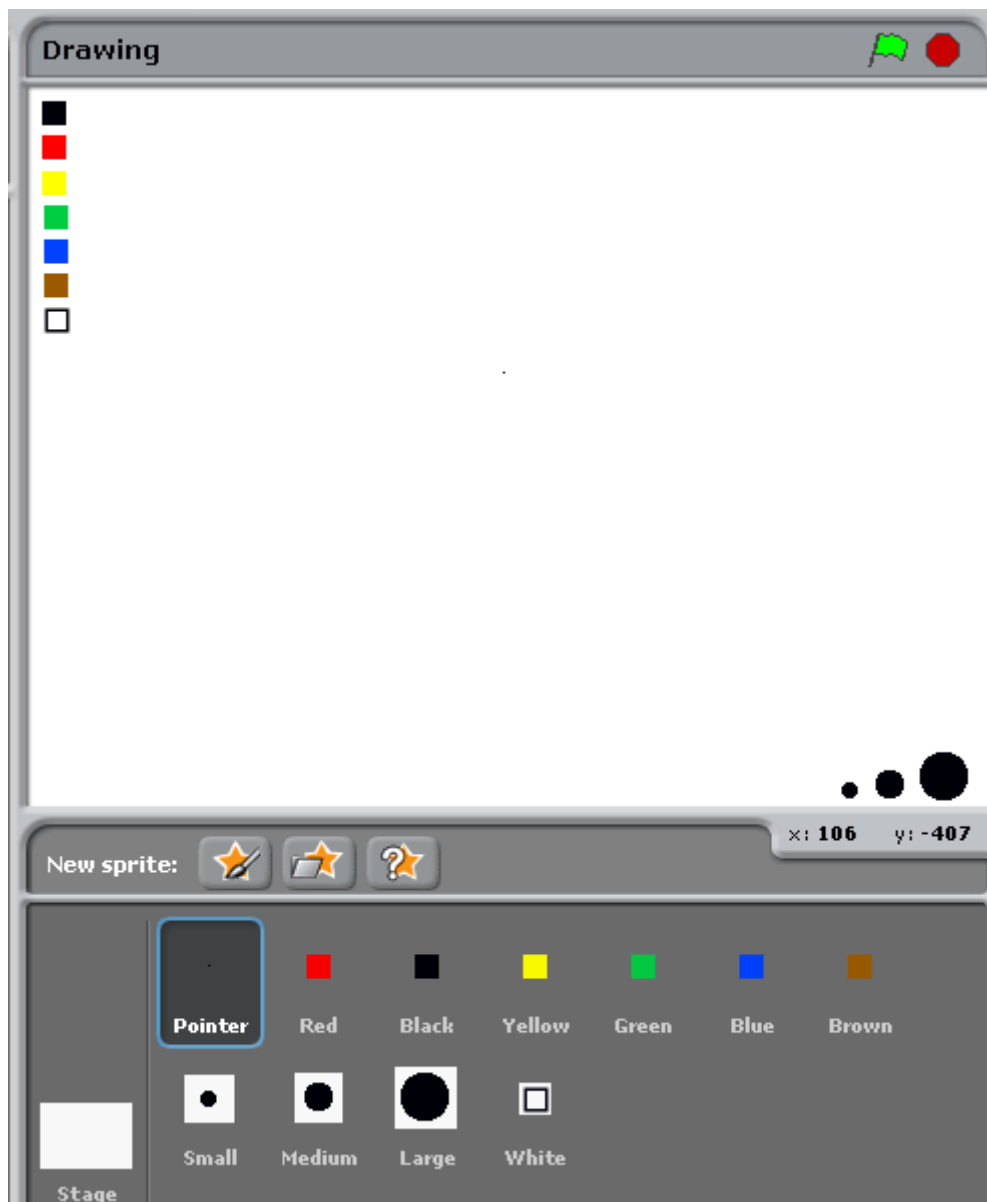 Drawing
x: 106 y: -407
New sprite:
Pointer Red Black Yellow Green Blue Brown
Small Medium Large White
Stage